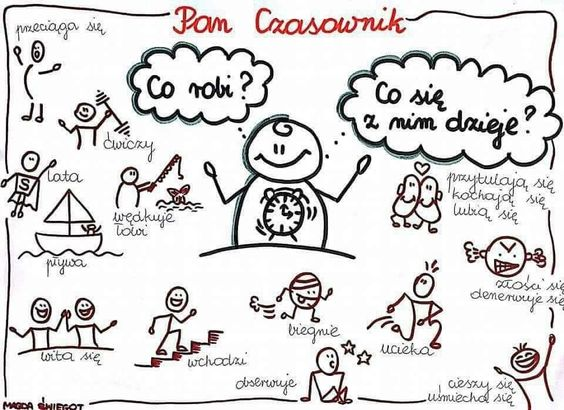 Pan Czasownik
przeciąga się
Co robi?
Co się
z nim dzieje?
ćwiczy
lata
S
wędkuje
łowi
przytulają się
kochają się
lubią się
pływa
złości się
denerwuje się
wita się
wchodzi
biegnie
ucieka
obserwuje
cieszy się
uśmiecha się
MAGDA ŚWIEGOT